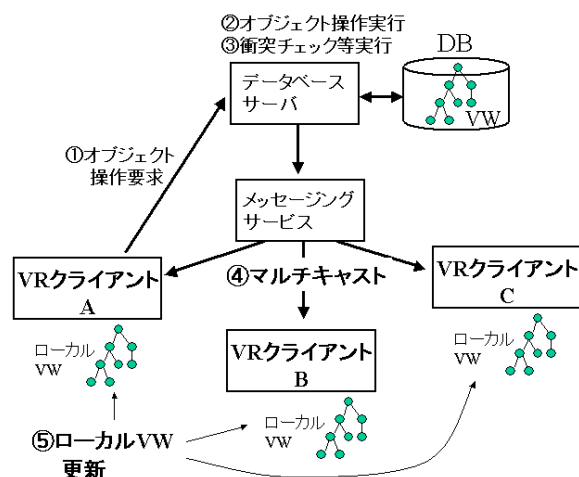 ②オブジェクト操作実行
③衝突チェック等実行
DB
データベース
サーバ
VW
①オブジェクト
操作要求
メッセージング
サービス
VRクライアント
A
④マルチキャスト
VRクライアント
C
ローカル
VW
VRクライアント
B
ローカル
VW
ローカル
VW
⑤ローカルVW
更新